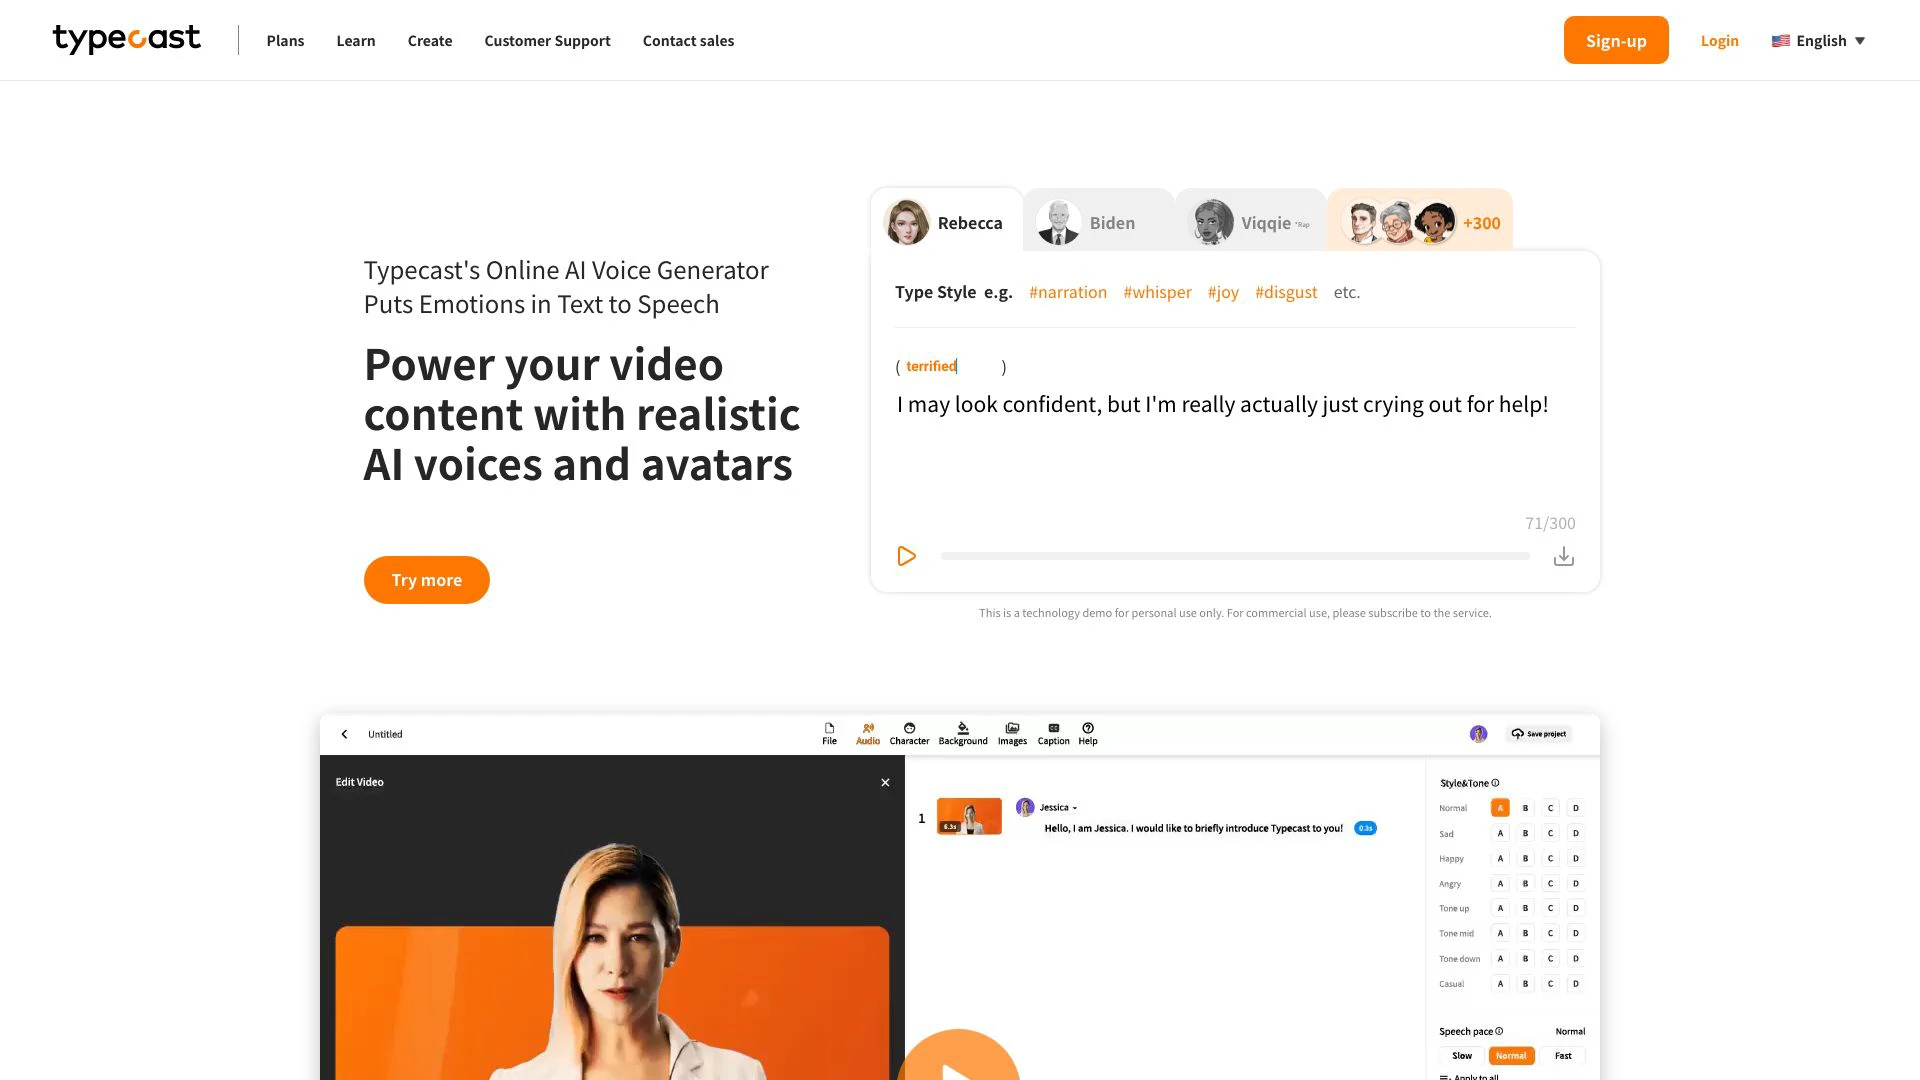 typecast
Plans
Learn
Create
Customer Support
Contact sales
Sign-up
Login
English
Typecast's Online AI Voice Generator
Puts Emotions in Text to Speech
Power your video
content with realistic
AI voices and avatars
Try more
Rebecca
Biden
Viqqie *Rap
+300
Type Style e.g. #narration #whisper #joy #disgust etc.
( terrified )
I may look confident, but I'm really actually just crying out for help!
71/300
This is a technology demo for personal use only. For commercial use, please subscribe to the service.
Untitled
File
Audio
Character
Background
Images
Caption
Help
Save project
Edit Video
1
6.3s
Jessica
Hello, I am Jessica. I would like to briefly introduce Typecast to you!
0.3s
Style&Tone
Normal A B C D
Sad A B C D
Happy A B C D
Angry A B C D
Tone up A B C D
Tone mid A B C D
Tone down A B C D
Casual A B C D
Speech pace Normal
Slow Normal Fast
Apply to all